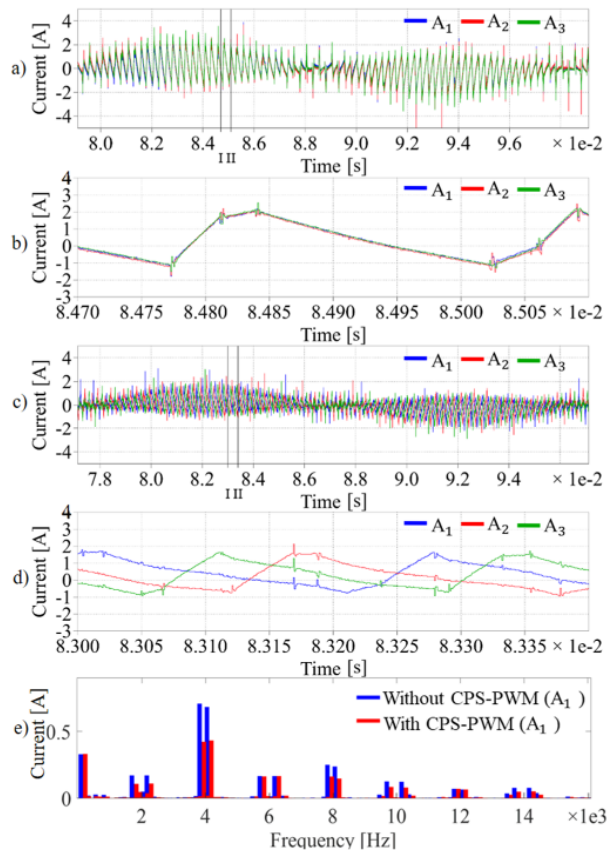 A₁ A₂ A₃
a)
Current [A]
4
2
0
-2
-4
8.0 8.2 8.4 8.6 8.8 9.0 9.2 9.4 9.6 × 1e-2
I II
Time [s]
b)
Current [A]
A₁ A₂ A₃
4
3
2
1
0
-1
-2
-3
8.470 8.475 8.480 8.485 8.490 8.495 8.500 8.505 × 1e-2
Time [s]
c)
Current [A]
A₁ A₂ A₃
4
2
0
-2
-4
7.8 8.0 8.2 8.4 8.6 8.8 9.0 9.2 9.4 × 1e-2
I II
Time [s]
d)
Current [A]
A₁ A₂ A₃
4
3
2
1
0
-1
-2
-3
8.300 8.305 8.310 8.315 8.320 8.328 8.330 8.335 × 1e-2
Time [s]
e)
Current [A]
Without CPS-PWM (A₁ )
With CPS-PWM (A₁ )
0.5
0
2 4 6 8 10 12 14 ×1e3
Frequency [Hz]